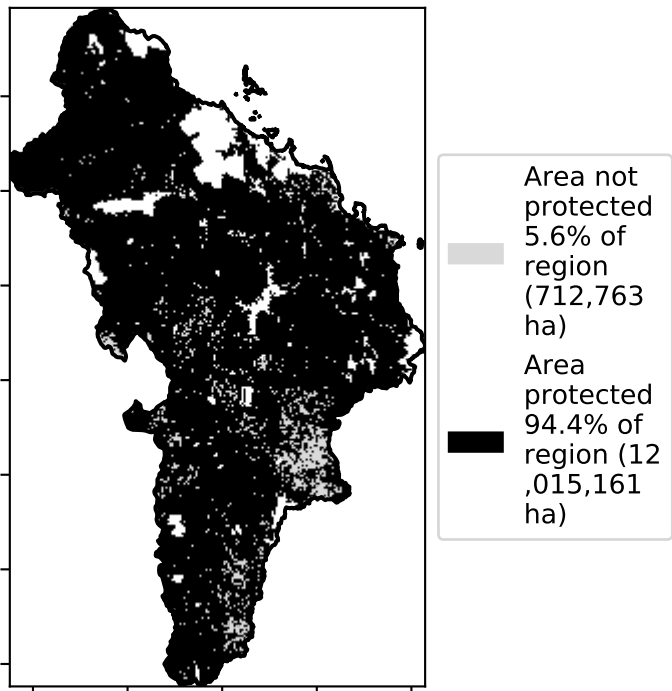 Area not
protected
5.6% of
region
(712,763
ha)
Area
protected
94.4% of
region (12
,015,161
ha)